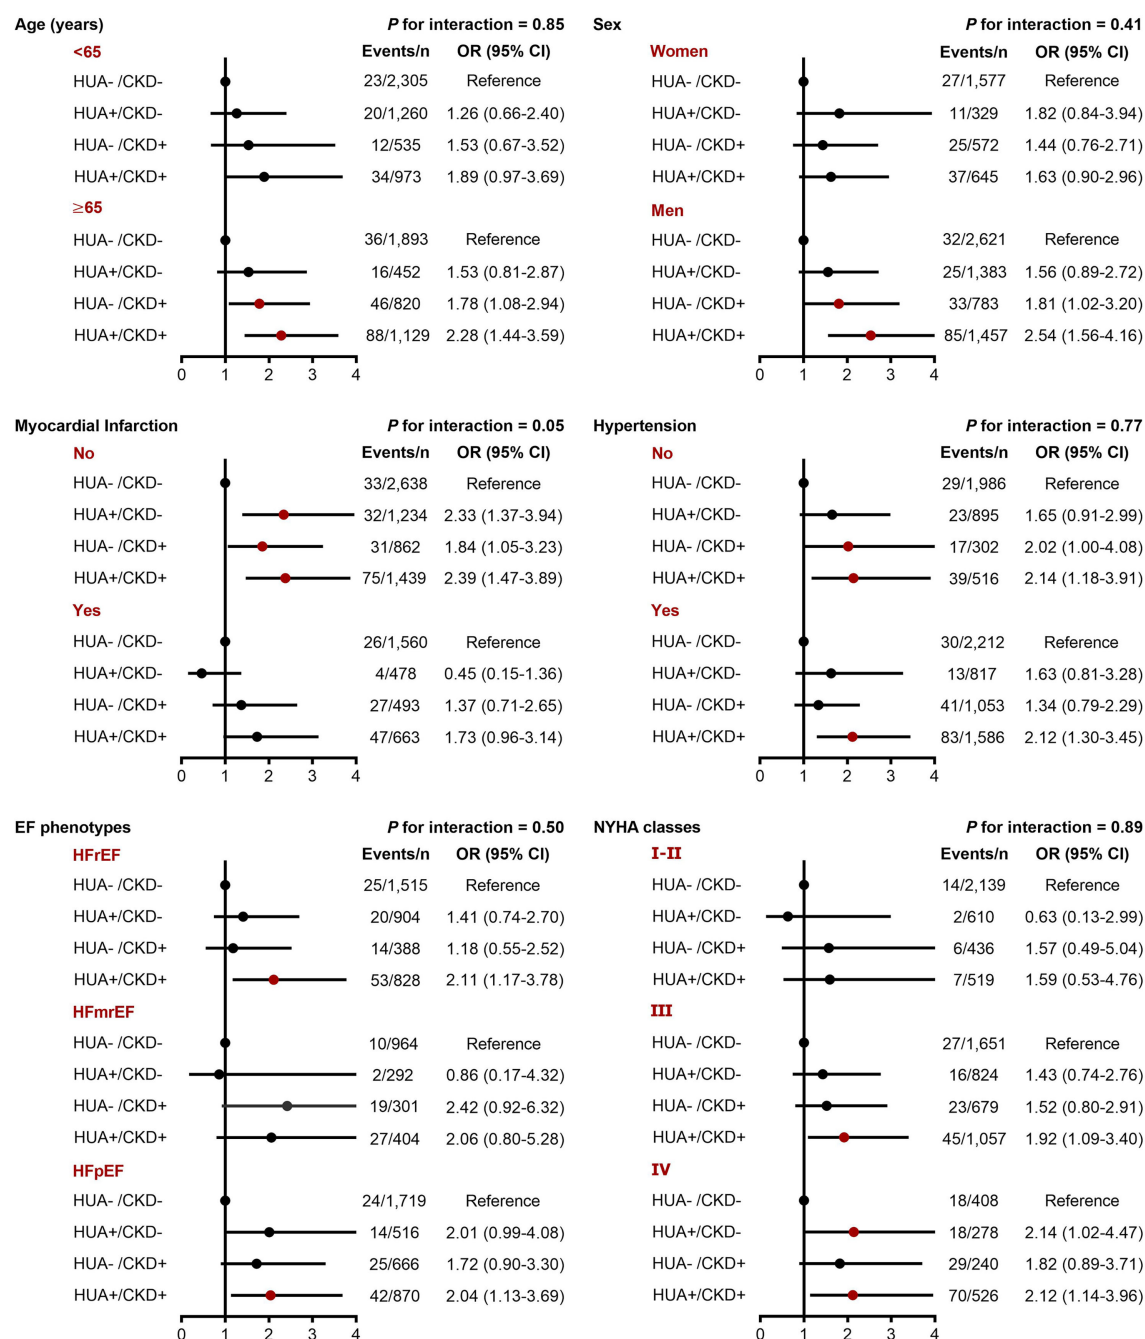 Age (years) P for interaction = 0.85
<65 Events/n OR (95% CI)
HUA- /CKD- 23/2,305 Reference
HUA+/CKD- 20/1,260 1.26 (0.66-2.40)
HUA- /CKD+ 12/535 1.53 (0.67-3.52)
HUA+/CKD+ 34/973 1.89 (0.97-3.69)
≥65
HUA- /CKD- 36/1,893 Reference
HUA+/CKD- 16/452 1.53 (0.81-2.87)
HUA- /CKD+ 46/820 1.78 (1.08-2.94)
HUA+/CKD+ 88/1,129 2.28 (1.44-3.59)
0 1 2 3 4
Sex P for interaction = 0.41
Women Events/n OR (95% CI)
HUA- /CKD- 27/1,577 Reference
HUA+/CKD- 11/329 1.82 (0.84-3.94)
HUA- /CKD+ 25/572 1.44 (0.76-2.71)
HUA+/CKD+ 37/645 1.63 (0.90-2.96)
Men
HUA- /CKD- 32/2,621 Reference
HUA+/CKD- 25/1,383 1.56 (0.89-2.72)
HUA- /CKD+ 33/783 1.81 (1.02-3.20)
HUA+/CKD+ 85/1,457 2.54 (1.56-4.16)
0 1 2 3 4
Myocardial Infarction P for interaction = 0.05
No Events/n OR (95% CI)
HUA- /CKD- 33/2,638 Reference
HUA+/CKD- 32/1,234 2.33 (1.37-3.94)
HUA- /CKD+ 31/862 1.84 (1.05-3.23)
HUA+/CKD+ 75/1,439 2.39 (1.47-3.89)
Yes
HUA- /CKD- 26/1,560 Reference
HUA+/CKD- 4/478 0.45 (0.15-1.36)
HUA- /CKD+ 27/493 1.37 (0.71-2.65)
HUA+/CKD+ 47/663 1.73 (0.96-3.14)
0 1 2 3 4
Hypertension P for interaction = 0.77
No Events/n OR (95% CI)
HUA- /CKD- 29/1,986 Reference
HUA+/CKD- 23/895 1.65 (0.91-2.99)
HUA- /CKD+ 17/302 2.02 (1.00-4.08)
HUA+/CKD+ 39/516 2.14 (1.18-3.91)
Yes
HUA- /CKD- 30/2,212 Reference
HUA+/CKD- 13/817 1.63 (0.81-3.28)
HUA- /CKD+ 41/1,053 1.34 (0.79-2.29)
HUA+/CKD+ 83/1,586 2.12 (1.30-3.45)
0 1 2 3 4
EF phenotypes P for interaction = 0.50
HFrEF Events/n OR (95% CI)
HUA- /CKD- 25/1,515 Reference
HUA+/CKD- 20/904 1.41 (0.74-2.70)
HUA- /CKD+ 14/388 1.18 (0.55-2.52)
HUA+/CKD+ 53/828 2.11 (1.17-3.78)
HFmrEF
HUA- /CKD- 10/964 Reference
HUA+/CKD- 2/292 0.86 (0.17-4.32)
HUA- /CKD+ 19/301 2.42 (0.92-6.32)
HUA+/CKD+ 27/404 2.06 (0.80-5.28)
HFpEF
HUA- /CKD- 24/1,719 Reference
HUA+/CKD- 14/516 2.01 (0.99-4.08)
HUA- /CKD+ 25/666 1.72 (0.90-3.30)
HUA+/CKD+ 42/870 2.04 (1.13-3.69)
0 1 2 3 4
NYHA classes P for interaction = 0.89
I-II Events/n OR (95% CI)
HUA- /CKD- 14/2,139 Reference
HUA+/CKD- 2/610 0.63 (0.13-2.99)
HUA- /CKD+ 6/436 1.57 (0.49-5.04)
HUA+/CKD+ 7/519 1.59 (0.53-4.76)
III
HUA- /CKD- 27/1,651 Reference
HUA+/CKD- 16/824 1.43 (0.74-2.76)
HUA- /CKD+ 23/679 1.52 (0.80-2.91)
HUA+/CKD+ 45/1,057 1.92 (1.09-3.40)
IV
HUA- /CKD- 18/408 Reference
HUA+/CKD- 18/278 2.14 (1.02-4.47)
HUA- /CKD+ 29/240 1.82 (0.89-3.71)
HUA+/CKD+ 70/526 2.12 (1.14-3.96)
0 1 2 3 4